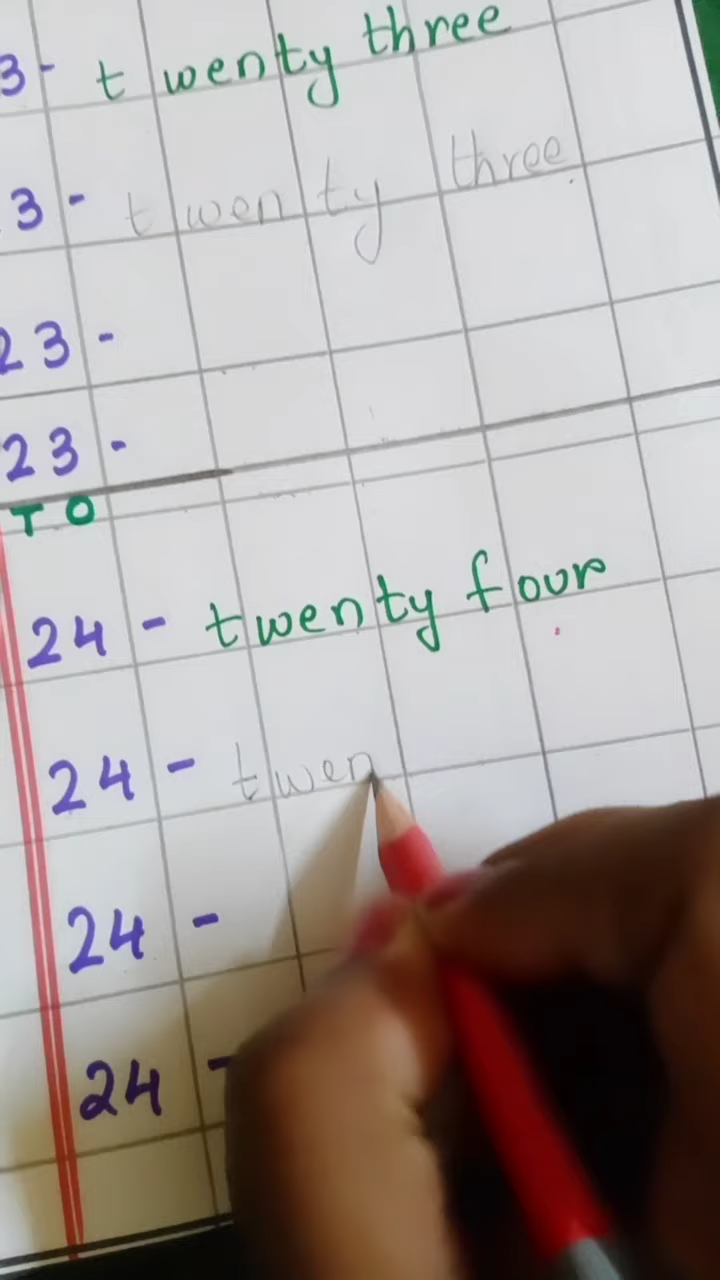 3- twenty three
3- twenty three
23-
23-
T O
24- twenty four
24- twen
24-
24-